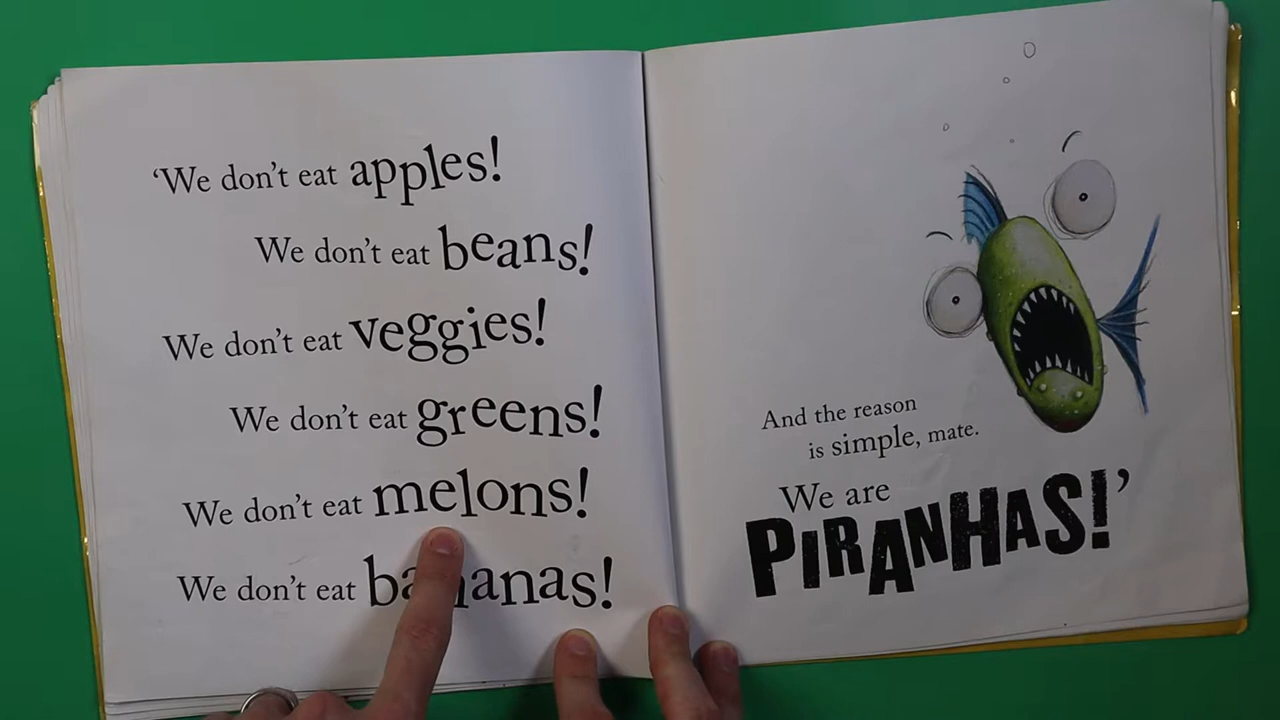 ‘We don’t eat apples!
We don’t eat beans!
We don’t eat veggies!
We don’t eat greens!
We don’t eat melons!
We don’t eat bananas!
And the reason
is simple, mate.
We are
PIRANHAS!’